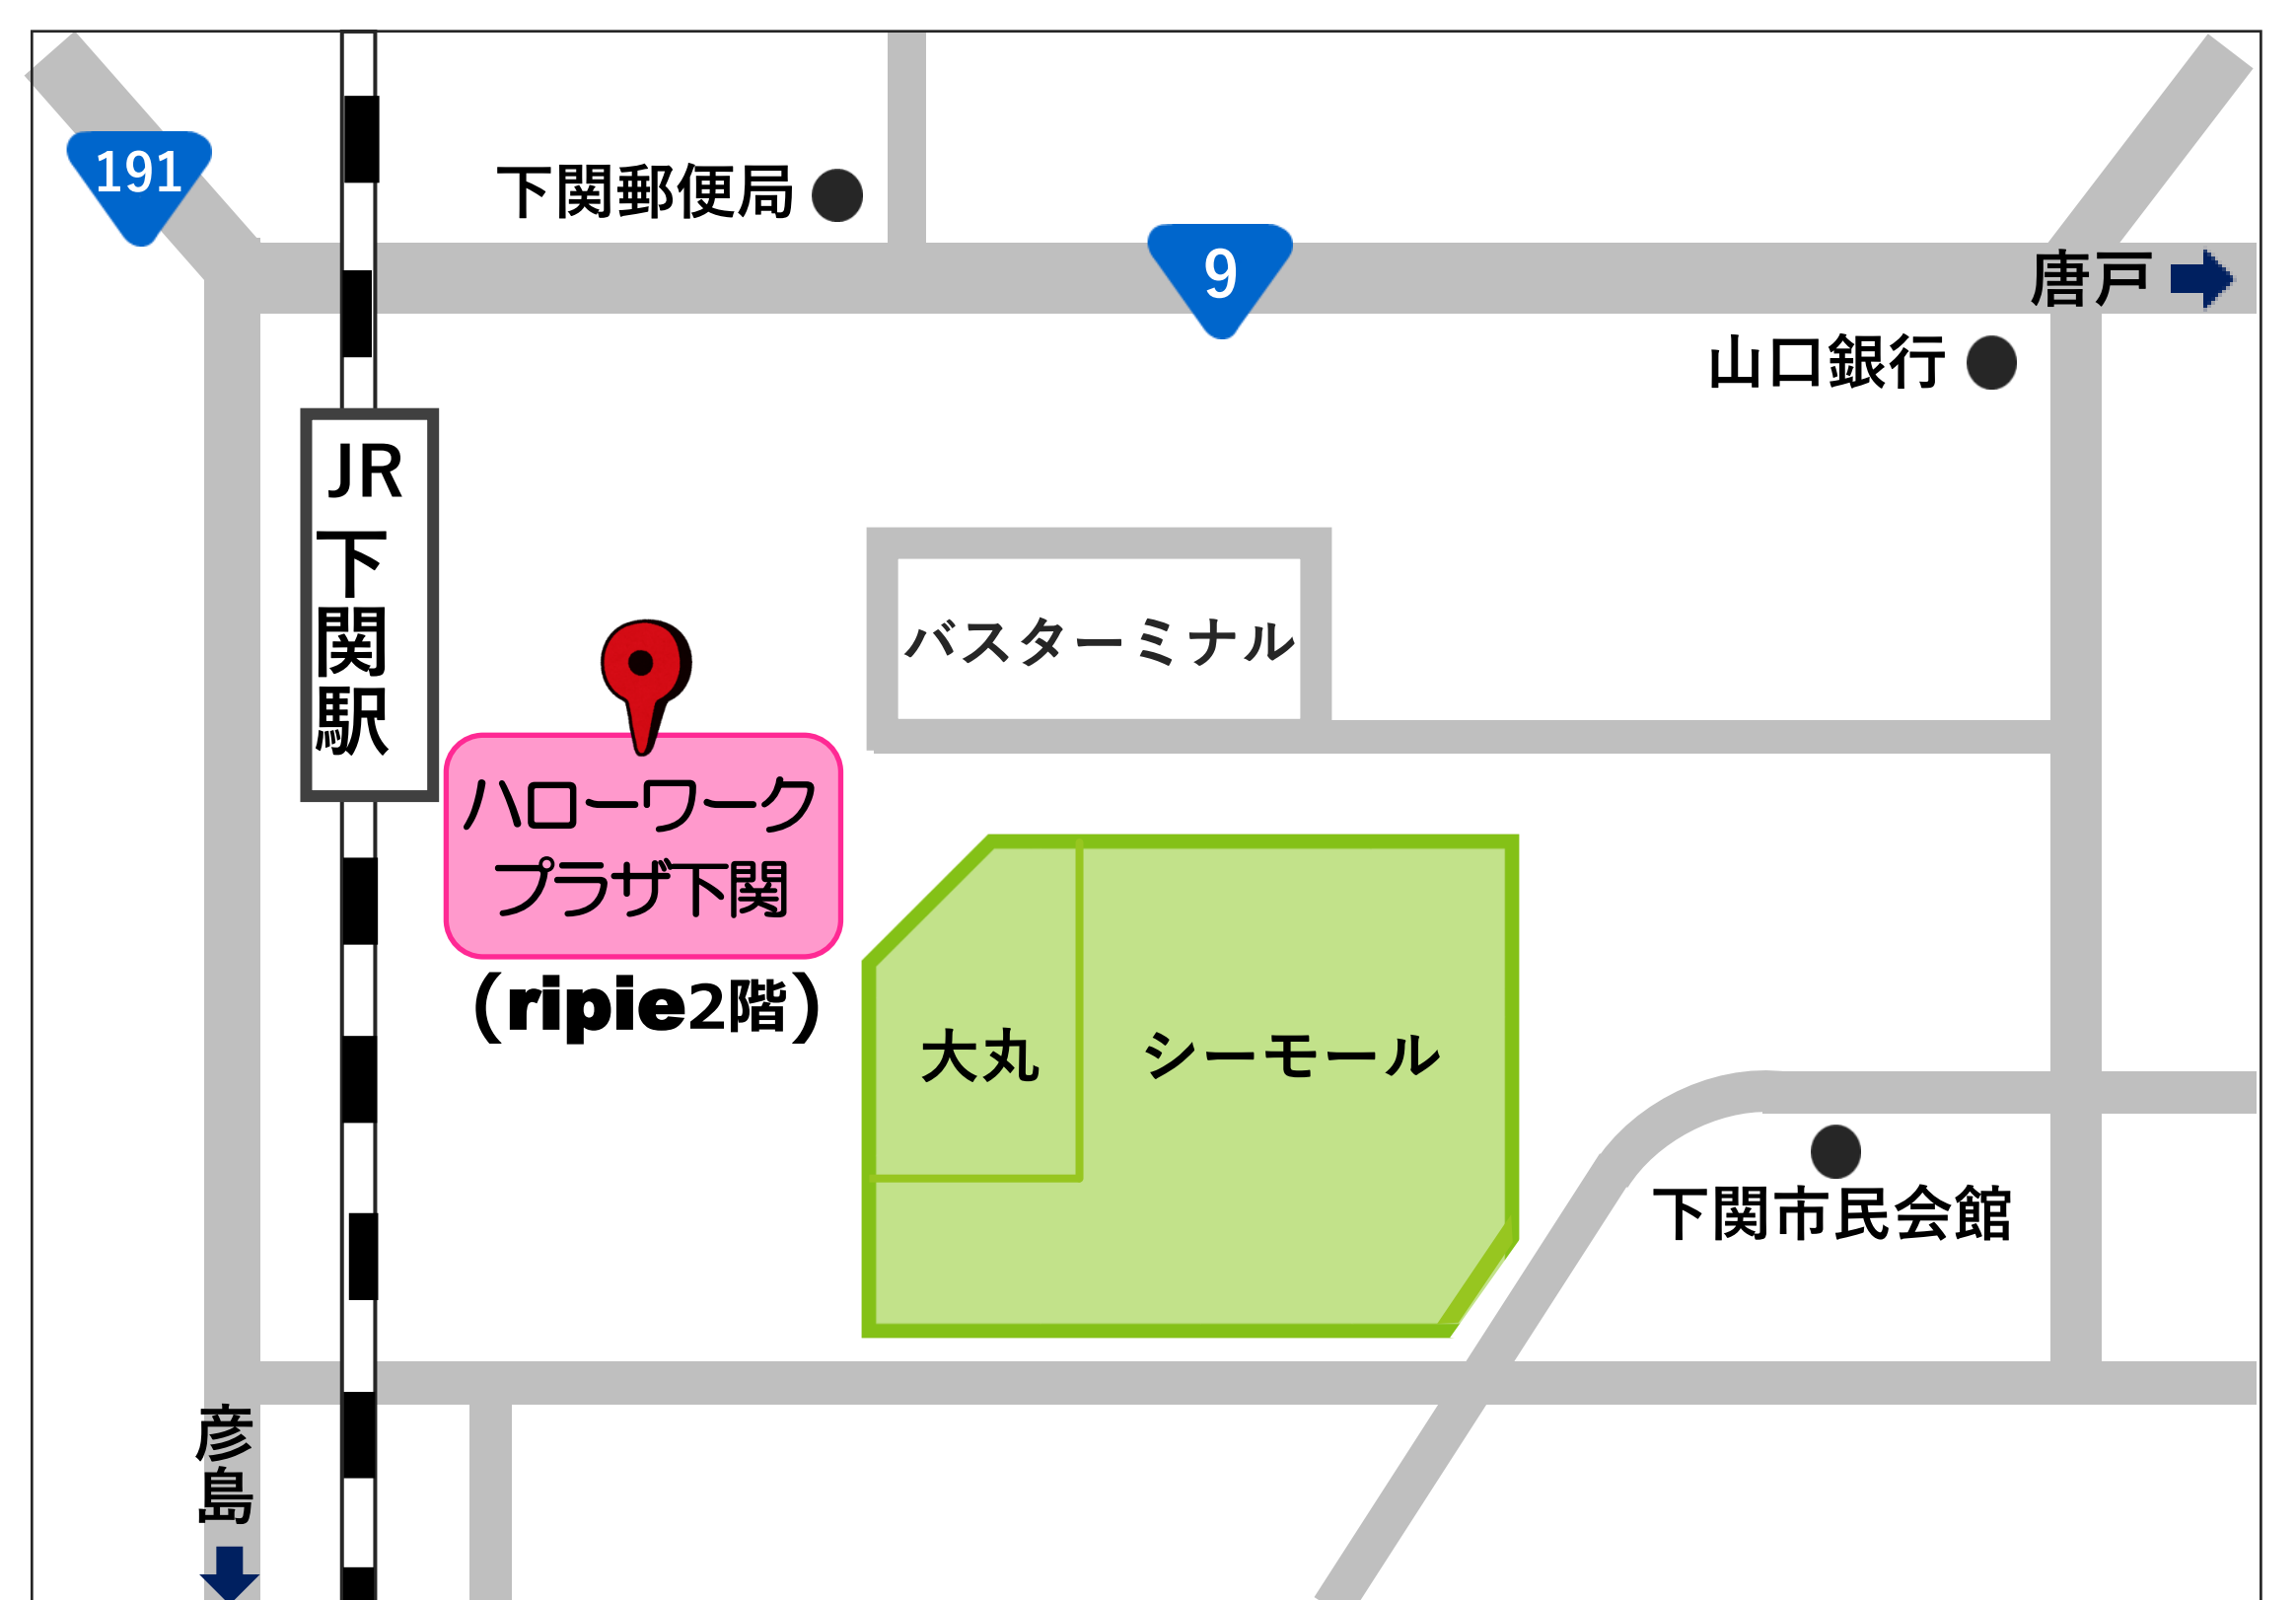 191
下関郵便局
9
唐戸
山口銀行
JR
下関駅
バスターミナル
ハローワーク
プラザ下関
（ripie2階）
大丸
シーモール
下関市民会館
彦島